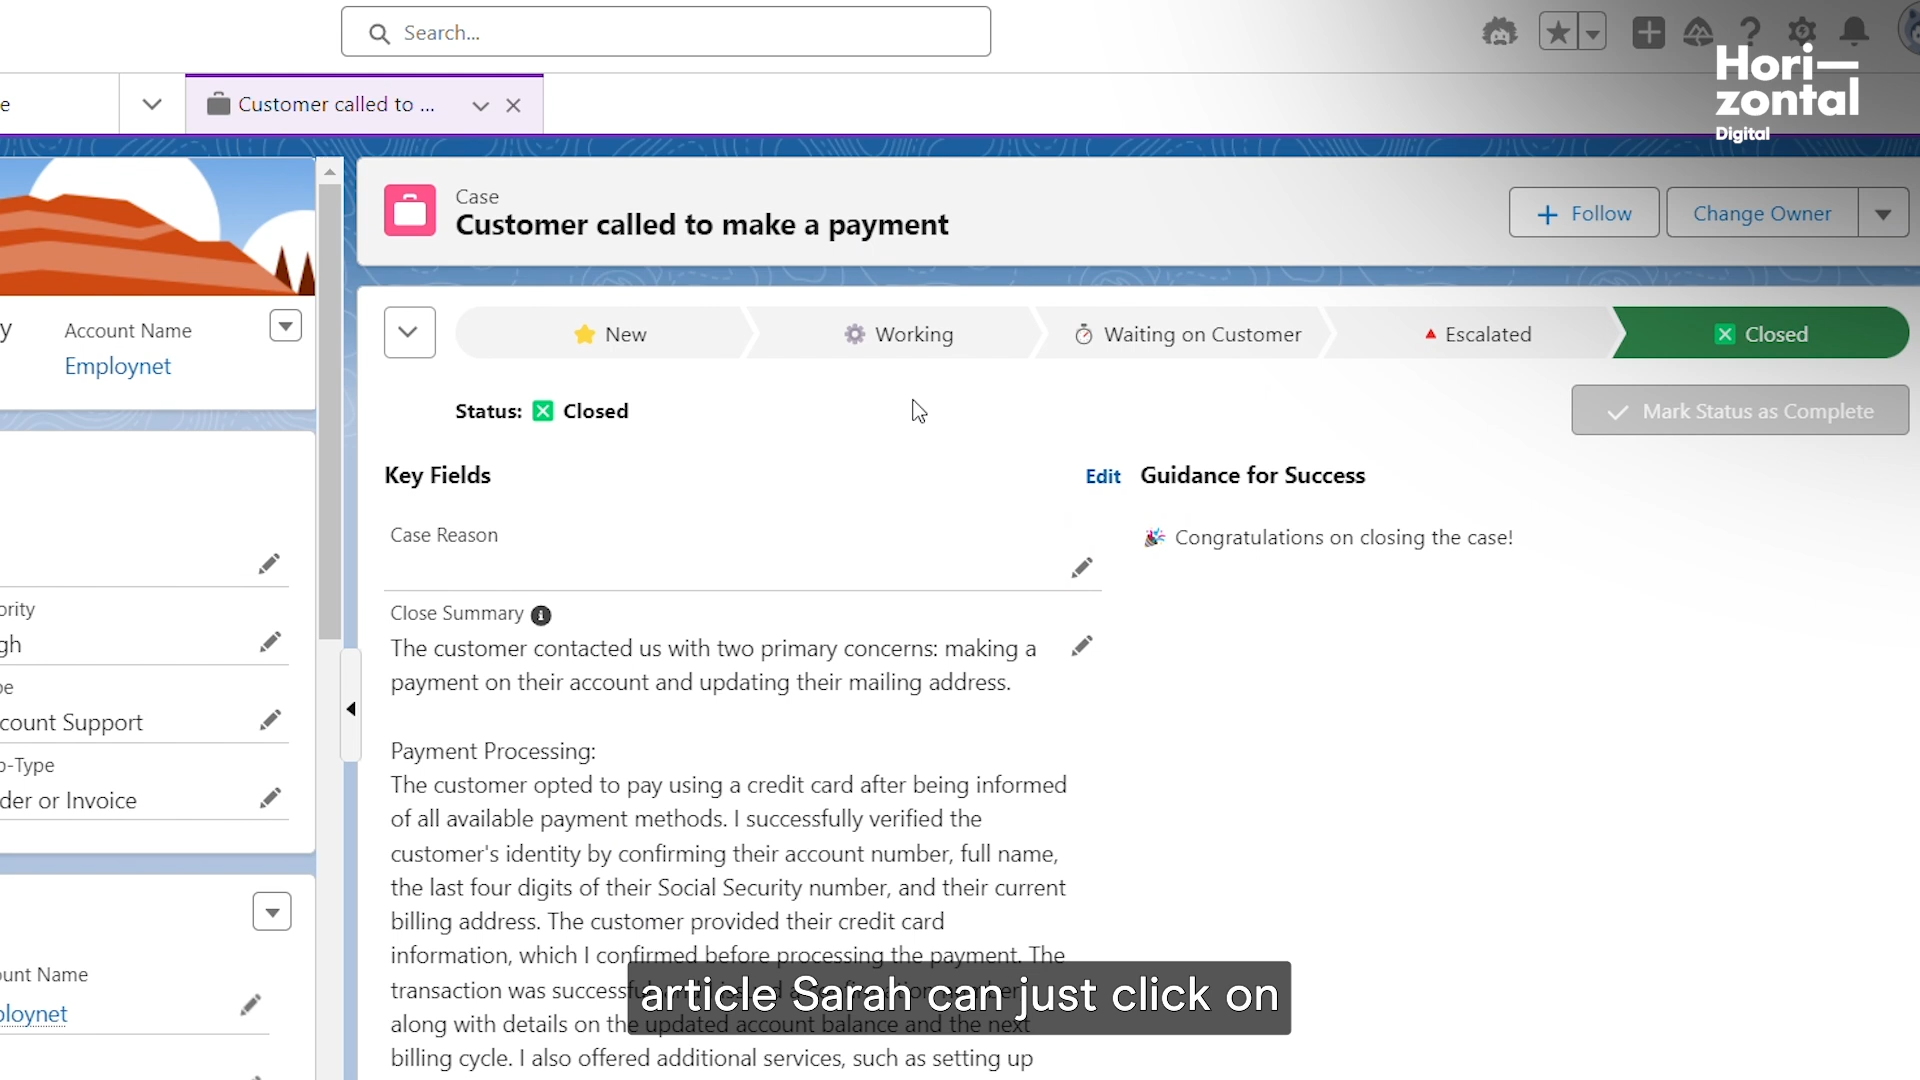 Search...
Hori—
zontal
Digital
e
Customer called to ...
Case
Customer called to make a payment
Follow
Change Owner
y
Account Name
Employnet
New
Working
Waiting on Customer
Escalated
Closed
Status: Closed
Mark Status as Complete
Key Fields
Edit
Guidance for Success
Case Reason
Congratulations on closing the case!
Close Summary
The customer contacted us with two primary concerns: making a
payment on their account and updating their mailing address.
Payment Processing:
The customer opted to pay using a credit card after being informed
of all available payment methods. I successfully verified the
customer's identity by confirming their account number, full name,
the last four digits of their Social Security number, and their current
billing address. The customer provided their credit card
information, which I confirmed before processing the payment. The
transaction was successf
along with details on the updated account balance and the next
billing cycle. I also offered additional services, such as setting up
ority
gh
pe
count Support
b-Type
der or Invoice
ount Name
ploynet
article Sarah can just click on